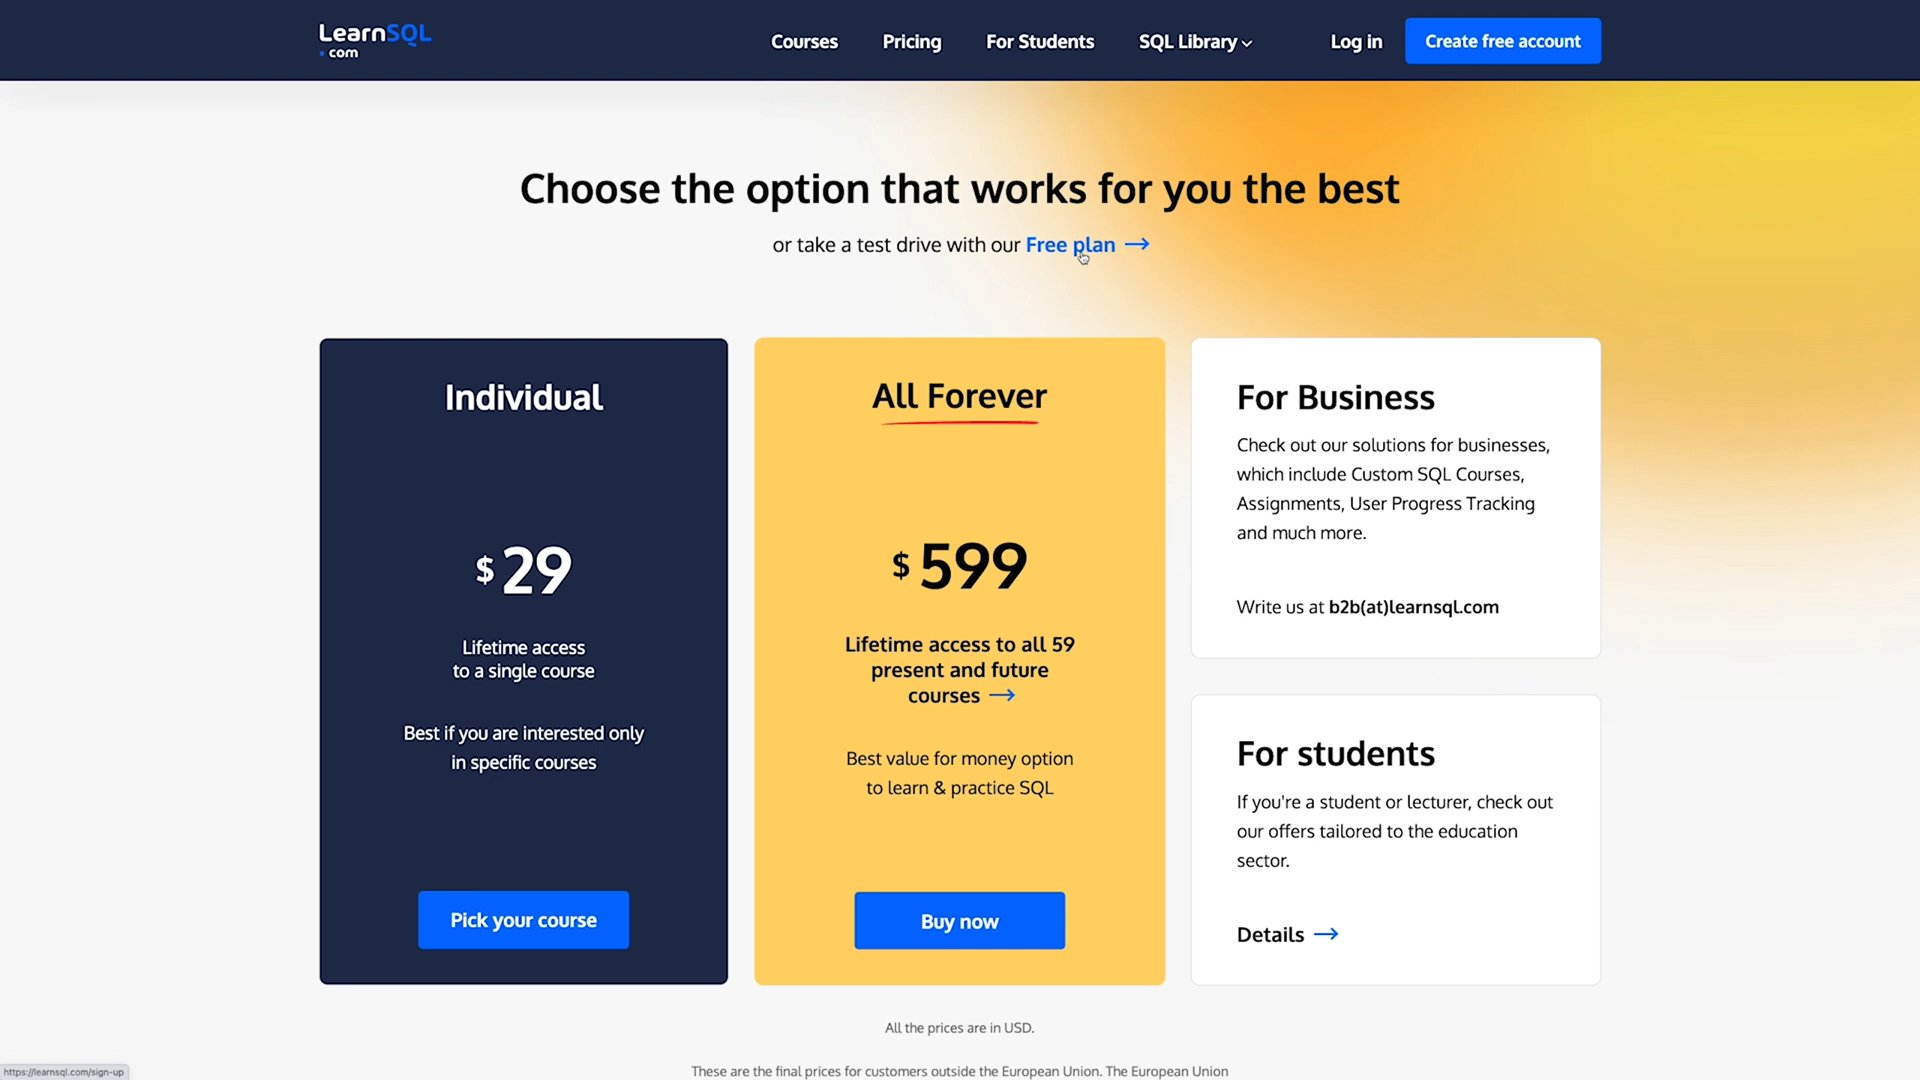 LearnSQL
.com
Courses
Pricing
For Students
SQL Library
Log in
Create free account
Choose the option that works for you the best
or take a test drive with our Free plan
Individual
$ 29
Lifetime access
to a single course
Best if you are interested only
in specific courses
Pick your course
All Forever
$ 599
Lifetime access to all 59
present and future
courses
Best value for money option
to learn & practice SQL
Buy now
For Business
Check out our solutions for businesses,
which include Custom SQL Courses,
Assignments, User Progress Tracking
and much more.
Write us at b2b(at)learnsql.com
For students
If you're a student or lecturer, check out
our offers tailored to the education
sector.
Details
All the prices are in USD.
These are the final prices for customers outside the European Union. The European Union
https://learnsql.com/sign-up